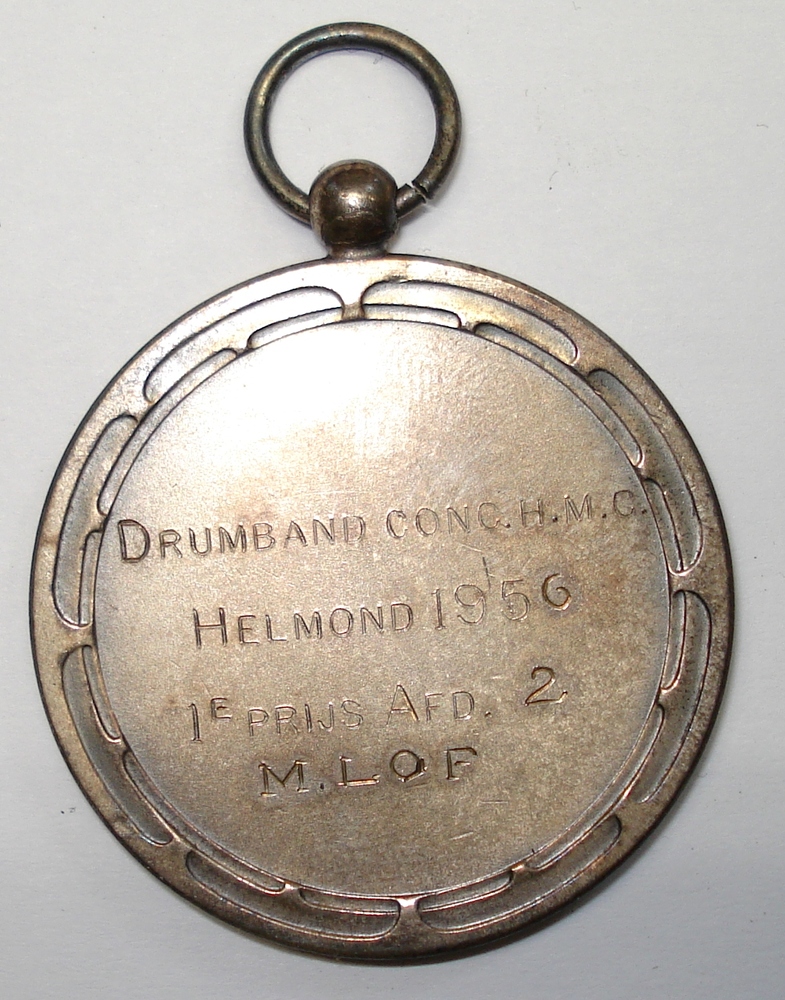 DRUMBAND CONC. H.M.C.
HELMOND 1956
1E PRIJS AFD. 2
M. LOF